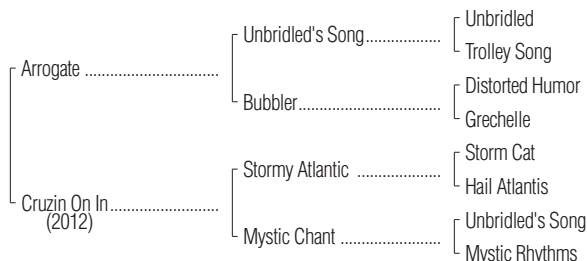 Unbridled
Unbridled's Song
Trolley Song
Arrogate
Distorted Humor
Bubbler
Grechelle
Storm Cat
Stormy Atlantic
Hail Atlantis
Cruzin On In
(2012)
Unbridled's Song
Mystic Chant
Mystic Rhythms